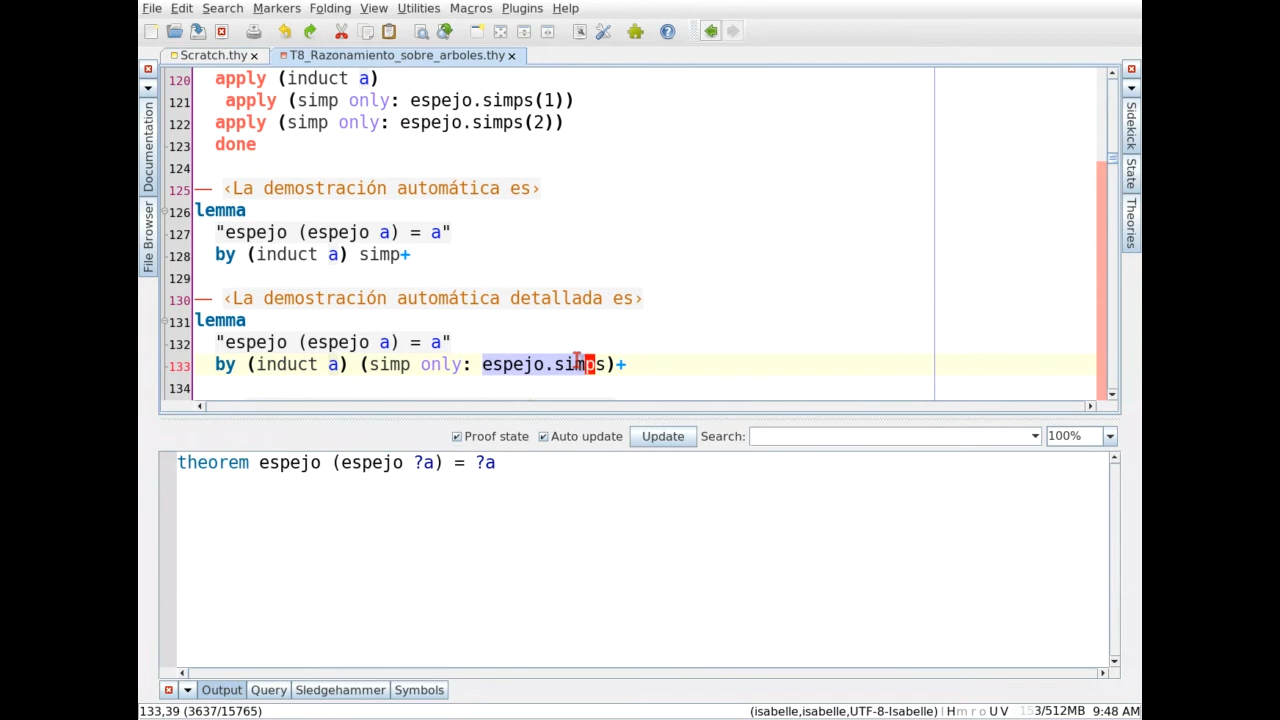 File Edit Search Markers Folding View Utilities Macros Plugins Help
Scratch.thy T8_Razonamiento_sobre_arboles.thy
120 apply (induct a)
121 apply (simp only: espejo.simps(1))
122 apply (simp only: espejo.simps(2))
123 done
124
125 — ‹La demostración automática es›
126 lemma
127 "espejo (espejo a) = a"
128 by (induct a) simp+
129
130 — ‹La demostración automática detallada es›
131 lemma
132 "espejo (espejo a) = a"
133 by (induct a) (simp only: espejo.simps)+
134
Documentation
File Browser
Sidekick
State
Theories
Proof state Auto update Update Search: 100%
theorem espejo (espejo ?a) = ?a
Output Query Sledgehammer Symbols
133,39 (3637/15765) (isabelle,isabelle,UTF-8-Isabelle) H m r o U V 153/512MB 9:48 AM